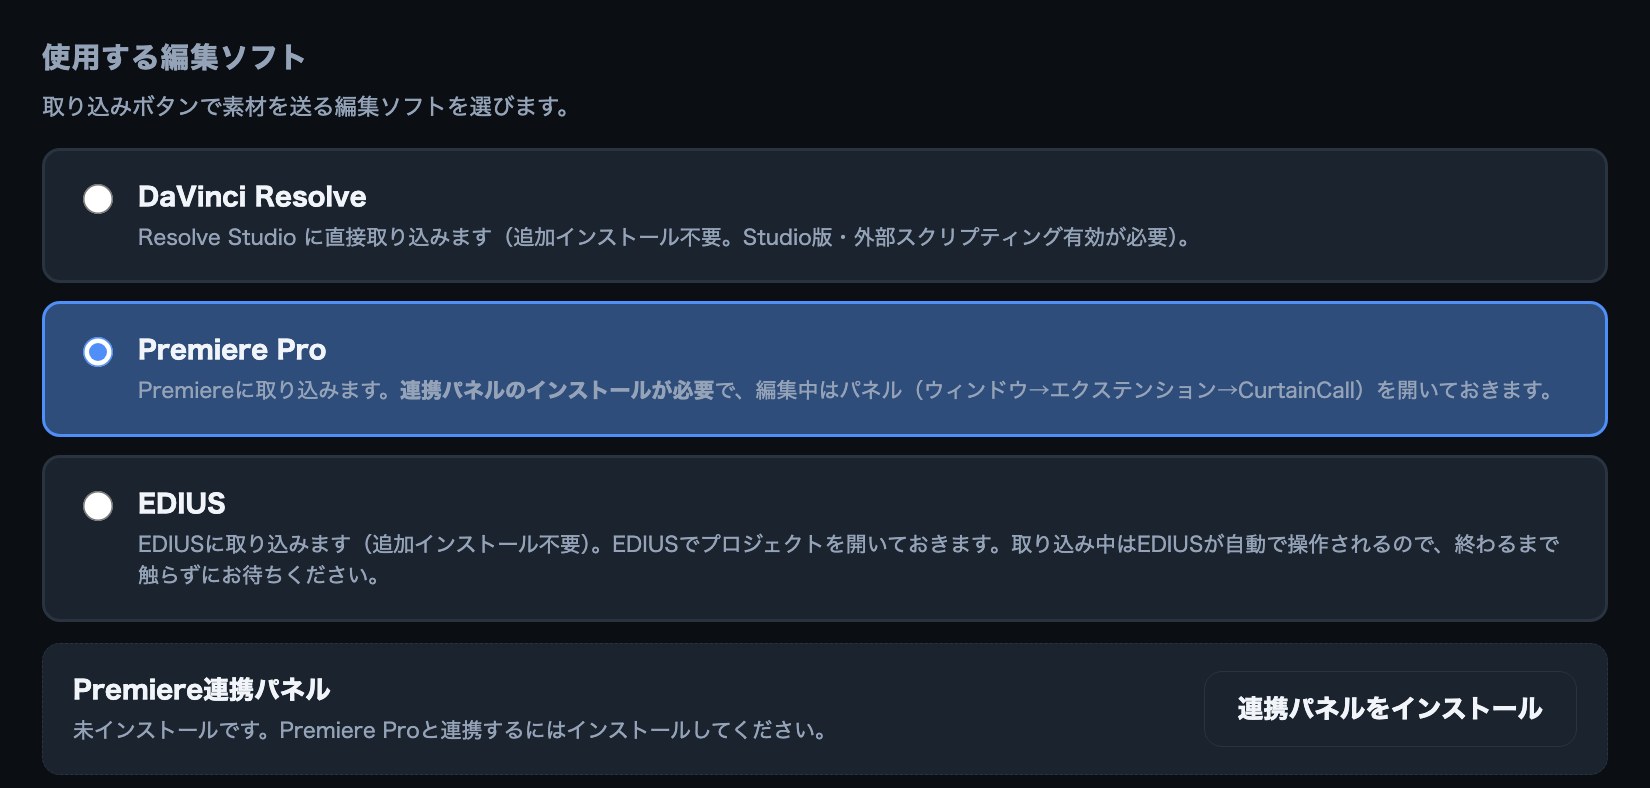 使用する編集ソフト
取り込みボタンで素材を送る編集ソフトを選びます。
DaVinci Resolve
Resolve Studio に直接取り込みます（追加インストール不要。Studio版・外部スクリプティング有効が必要）。
Premiere Pro
Premiereに取り込みます。連携パネルのインストールが必要で、編集中はパネル（ウィンドウ→エクステンション→CurtainCall）を開いておきます。
EDIUS
EDIUSに取り込みます（追加インストール不要）。EDIUSでプロジェクトを開いておきます。取り込み中はEDIUSが自動で操作されるので、終わるまで
触らずにお待ちください。
Premiere連携パネル
未インストールです。Premiere Proと連携するにはインストールしてください。
連携パネルをインストール